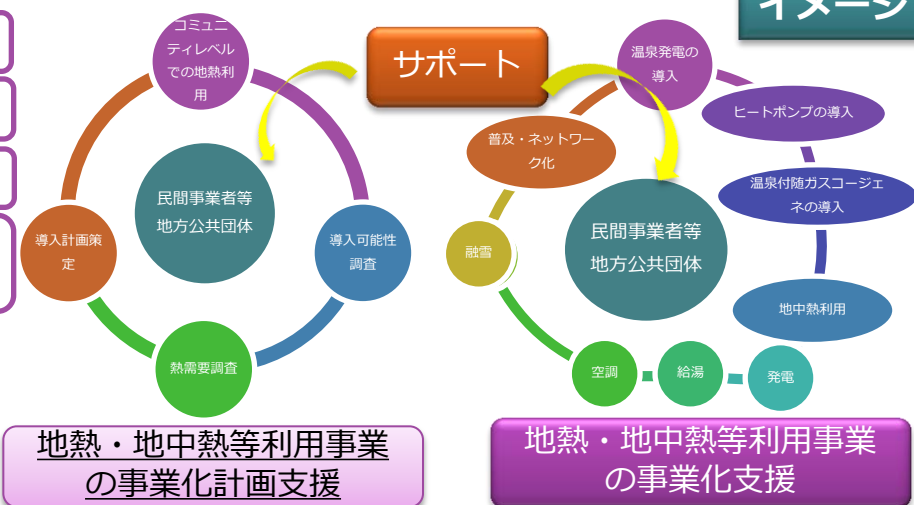 イメージ
サポート
コミュニ
ティレベル
での地熱利
用
民間事業者等
地方公共団体
導入計画策
定
導入可能性
調査
熱需要調査
地熱・地中熱等利用事業
の事業化計画支援
温泉発電の
導入
ヒートポンプの導入
普及・ネットワー
ク化
温泉付随ガスコージェ
ネの導入
民間事業者等
地方公共団体
融雪
地中熱利用
空調
給湯
発電
地熱・地中熱等利用事業
の事業化支援